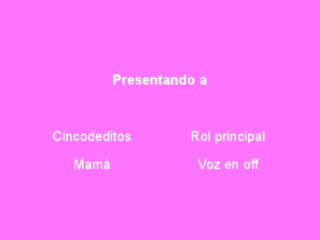 Presentando a
Cincodeditos Rol principal
Mamá Voz en off